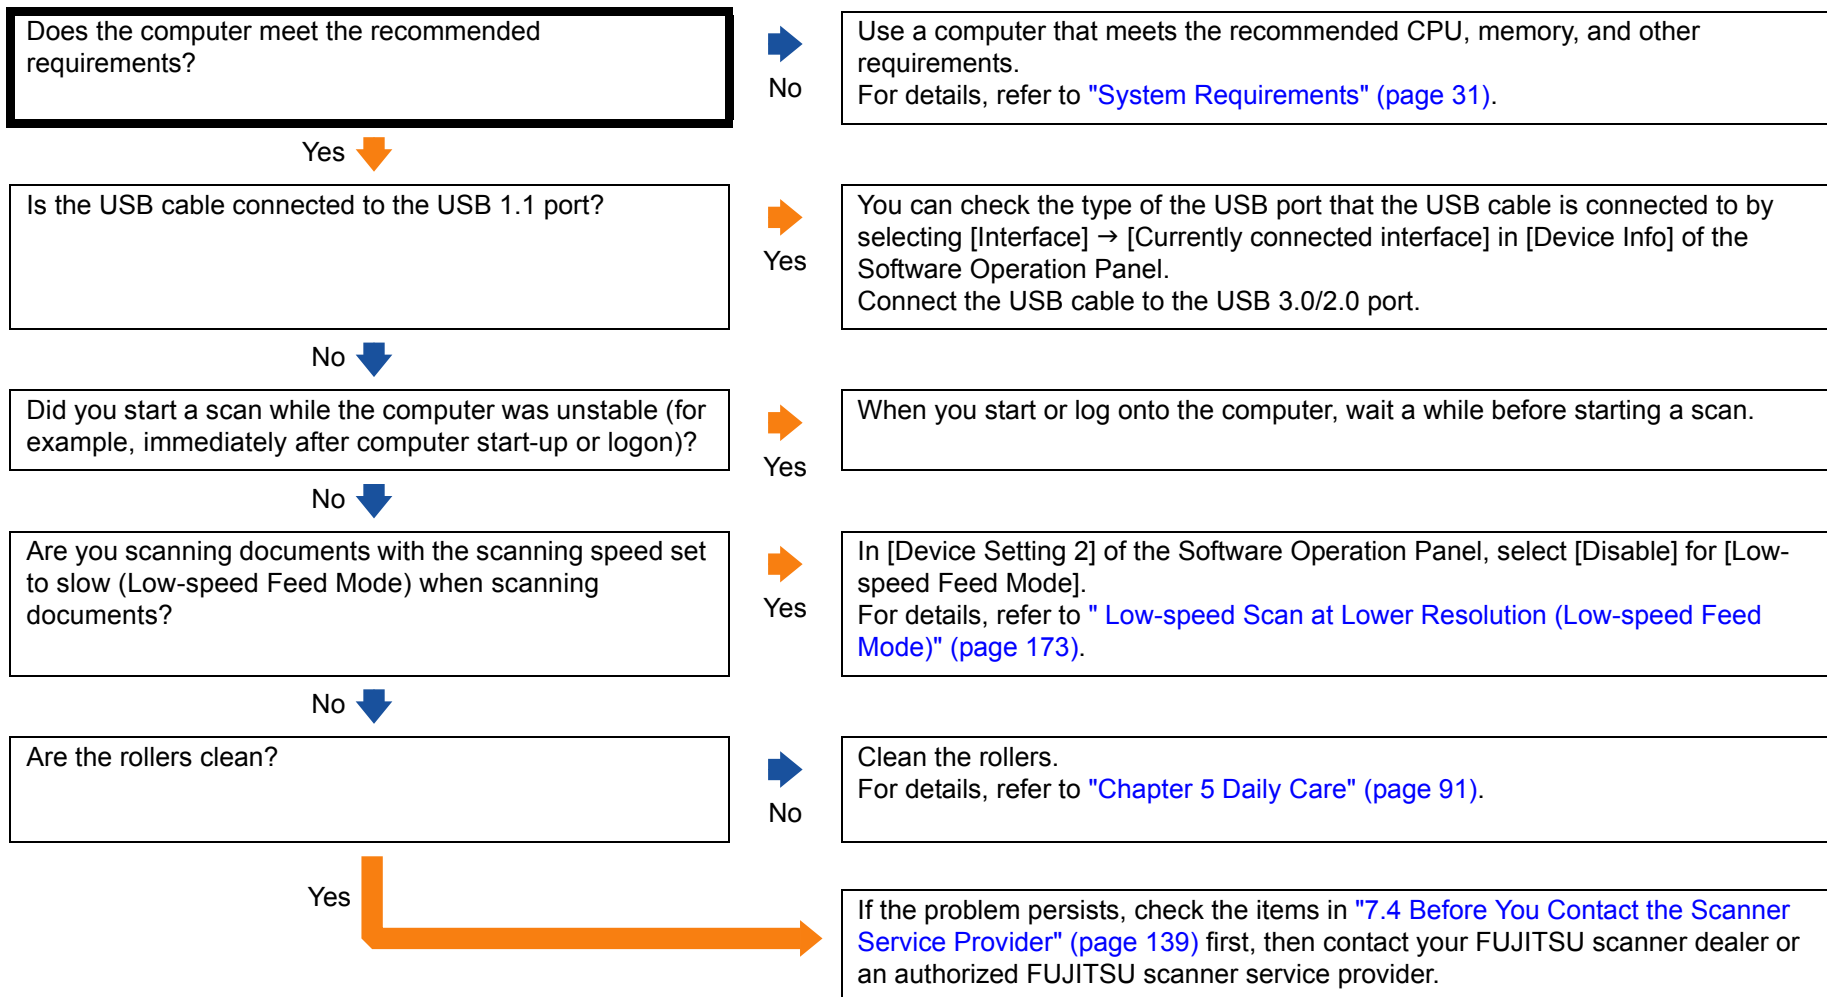 Does the computer meet the recommended
requirements?
No
Use a computer that meets the recommended CPU, memory, and other
requirements.
For details, refer to "System Requirements" (page 31).
Yes
Is the USB cable connected to the USB 1.1 port?
Yes
You can check the type of the USB port that the USB cable is connected to by
selecting [Interface] → [Currently connected interface] in [Device Info] of the
Software Operation Panel.
Connect the USB cable to the USB 3.0/2.0 port.
No
Did you start a scan while the computer was unstable (for
example, immediately after computer start-up or logon)?
Yes
When you start or log onto the computer, wait a while before starting a scan.
No
Are you scanning documents with the scanning speed set
to slow (Low-speed Feed Mode) when scanning
documents?
Yes
In [Device Setting 2] of the Software Operation Panel, select [Disable] for [Low-
speed Feed Mode].
For details, refer to " Low-speed Scan at Lower Resolution (Low-speed Feed
Mode)" (page 173).
No
Are the rollers clean?
No
Clean the rollers.
For details, refer to "Chapter 5 Daily Care" (page 91).
Yes
If the problem persists, check the items in "7.4 Before You Contact the Scanner
Service Provider" (page 139) first, then contact your FUJITSU scanner dealer or
an authorized FUJITSU scanner service provider.